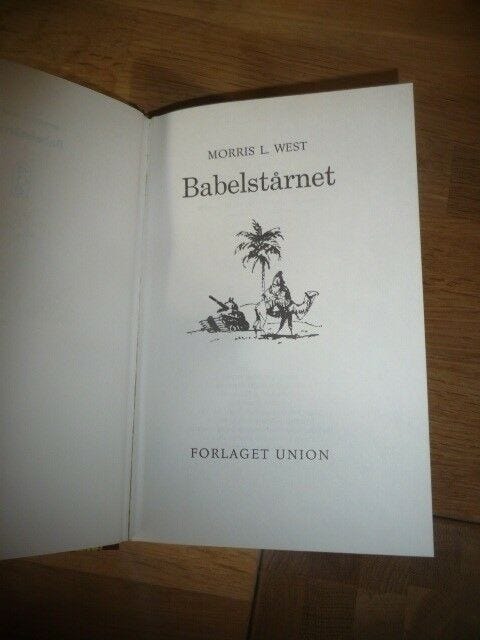 MORRIS L. WEST
Babelstårnet
FORLAGET UNION